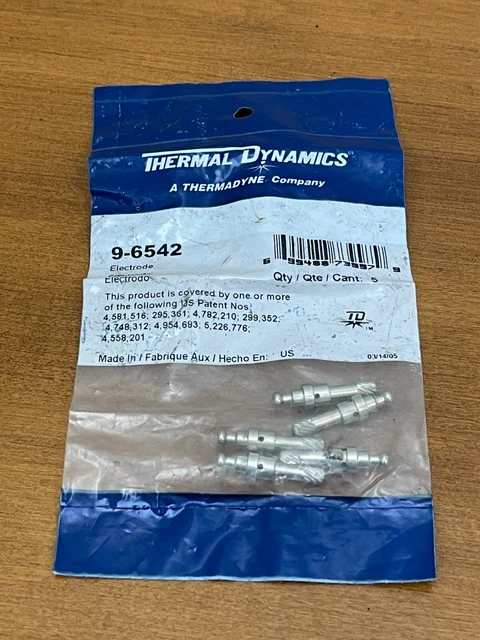 THERMAL DYNAMICS®
A THERMADYNE Company
9-6542
Electrode
Electrodo
Qty / Qte / Cant: 5
This product is covered by one or more
of the following US Patent Nos:
4,581,516; 295,361; 4,782,210; 299,352;
4,748,312; 4,954,693; 5,226,776;
4,558,201
TD
TM
Made In / Fabrique Aux / Hecho En: US
03/14/05